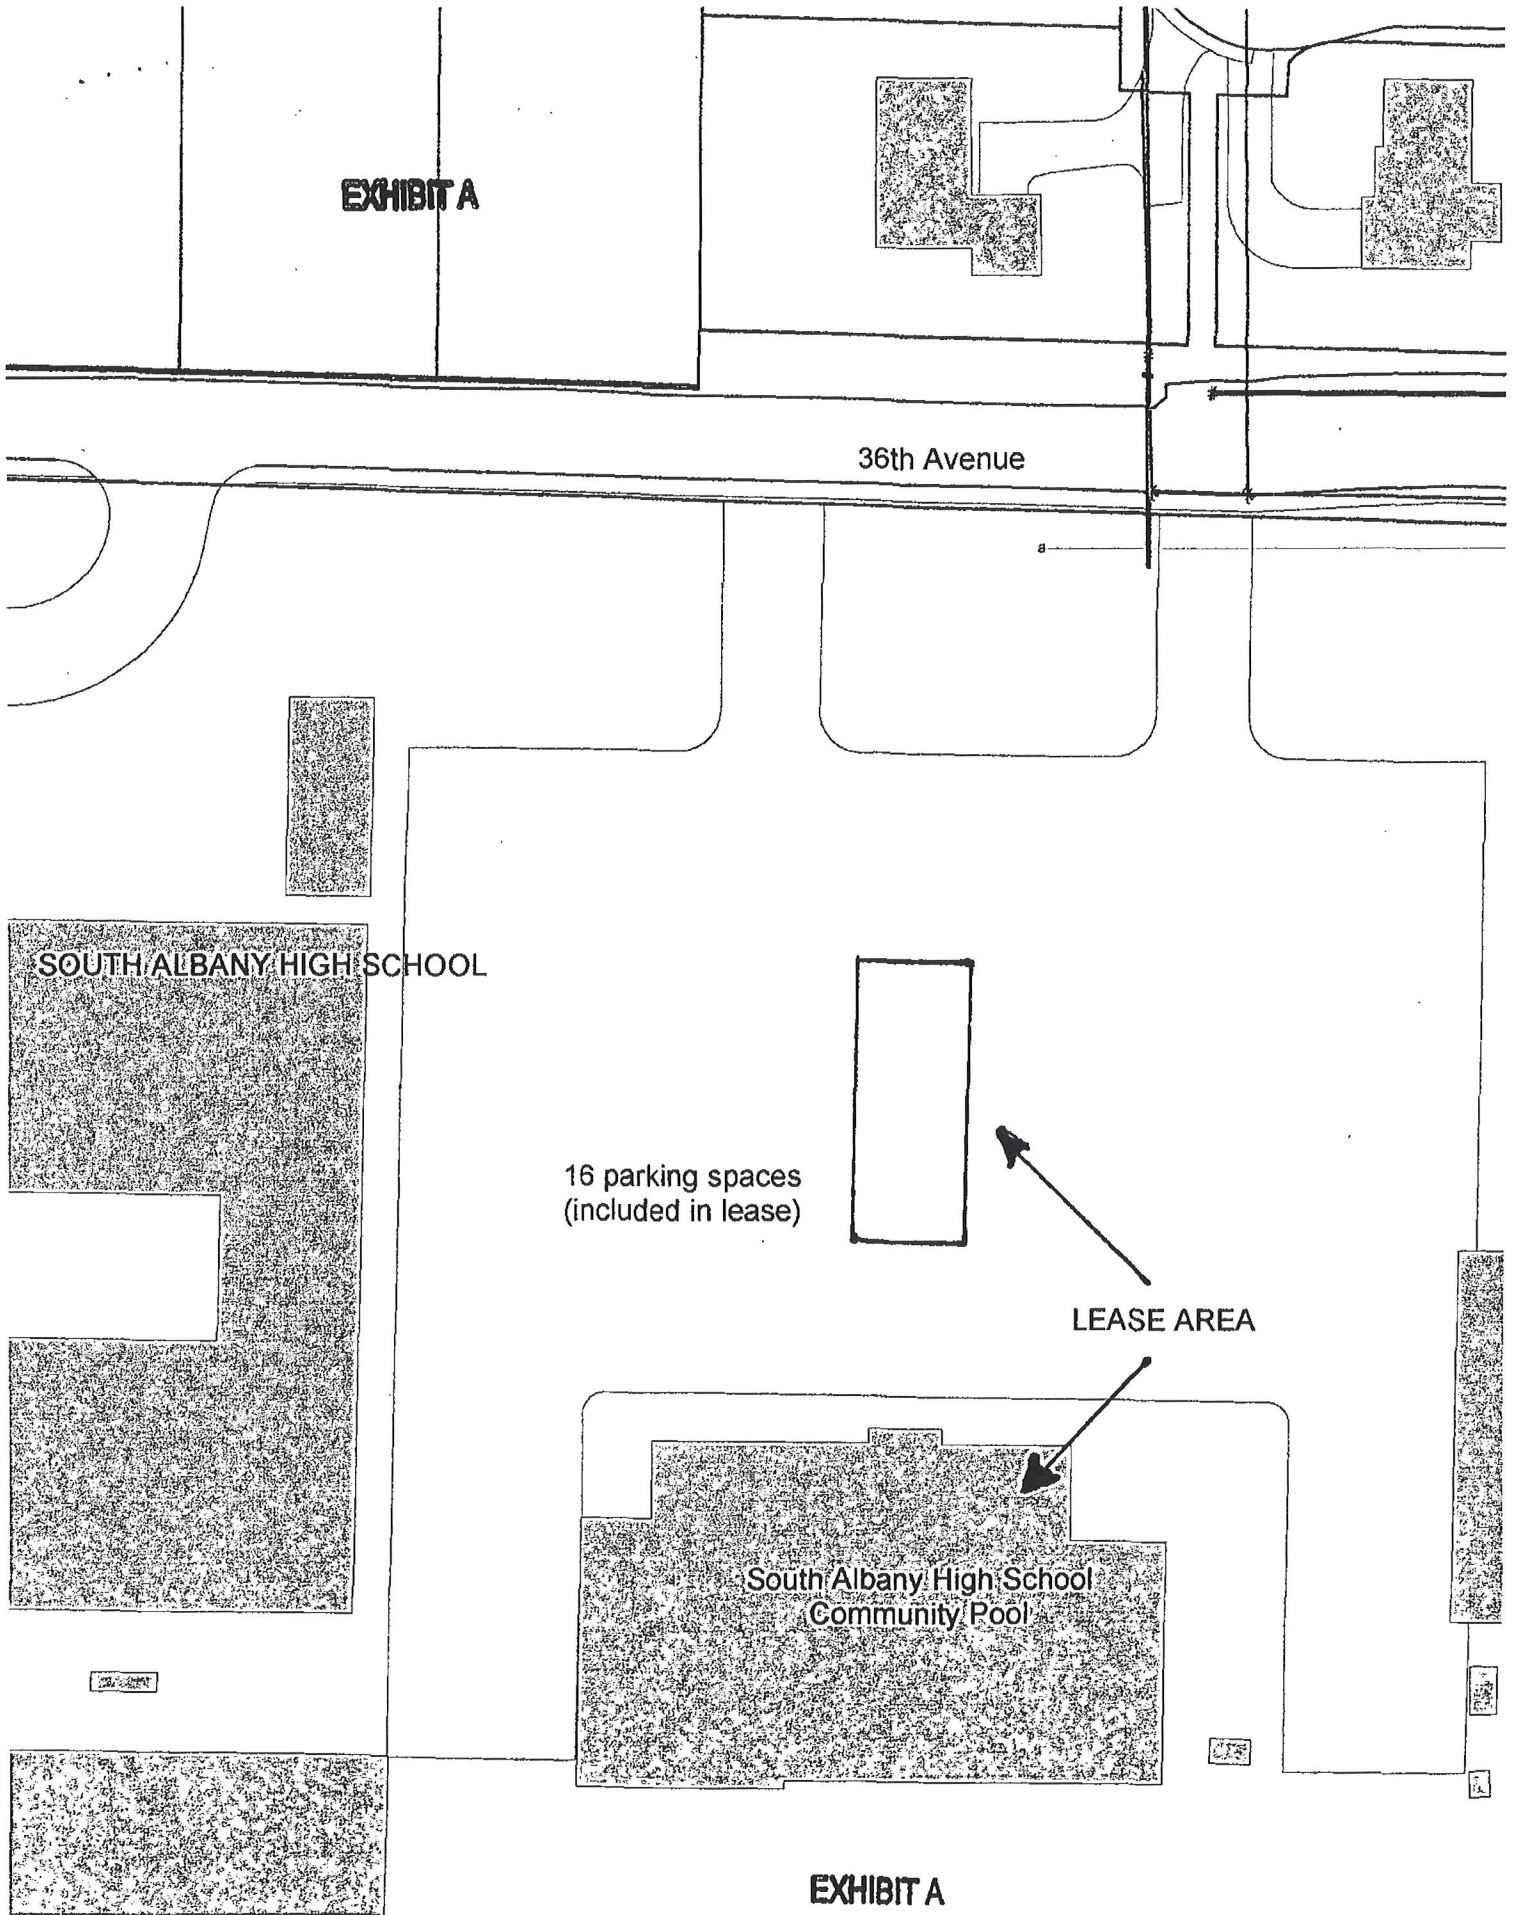 EXHIBIT A
36th Avenue
a
SOUTH ALBANY HIGH SCHOOL
16 parking spaces
(included in lease)
LEASE AREA
South Albany High School
Community Pool
EXHIBIT A